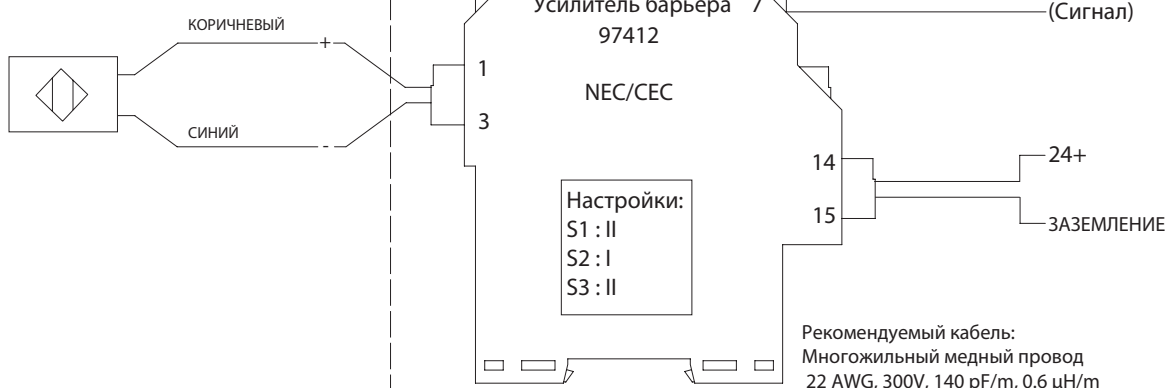 Усилитель барьера 7
(Сигнал)
97412
КОРИЧНЕВЫЙ
+
1
NEC/CEC
3
СИНИЙ
-
14
24+
15
ЗАЗЕМЛЕНИЕ
Настройки:
S1 : II
S2 : I
S3 : II
Рекомендуемый кабель:
Многожильный медный провод
22 AWG, 300V, 140 pF/m, 0.6 µH/m